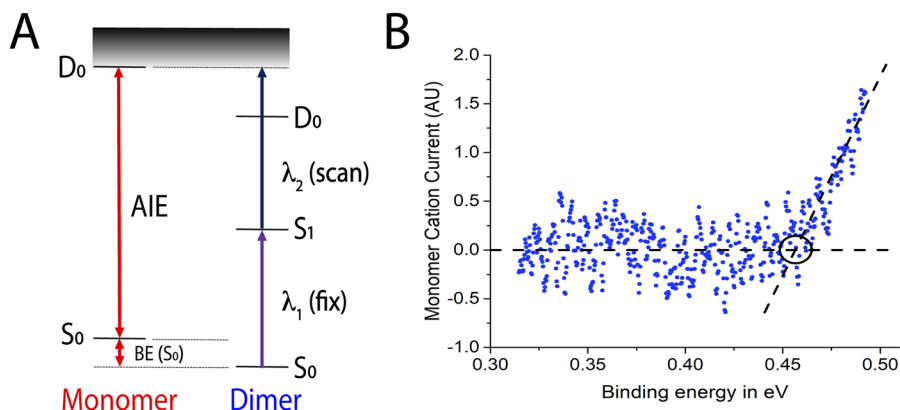 A
D₀
D₀
λ₂ (scan)
AIE
S₁
λ₁ (fix)
S₀
BE (S₀)
S₀
Monomer
Dimer
B
Monomer Cation Current (AU)
2.0
1.5
1.0
0.5
0.0
-0.5
-1.0
0.30
0.35
0.40
0.45
0.50
Binding energy in eV